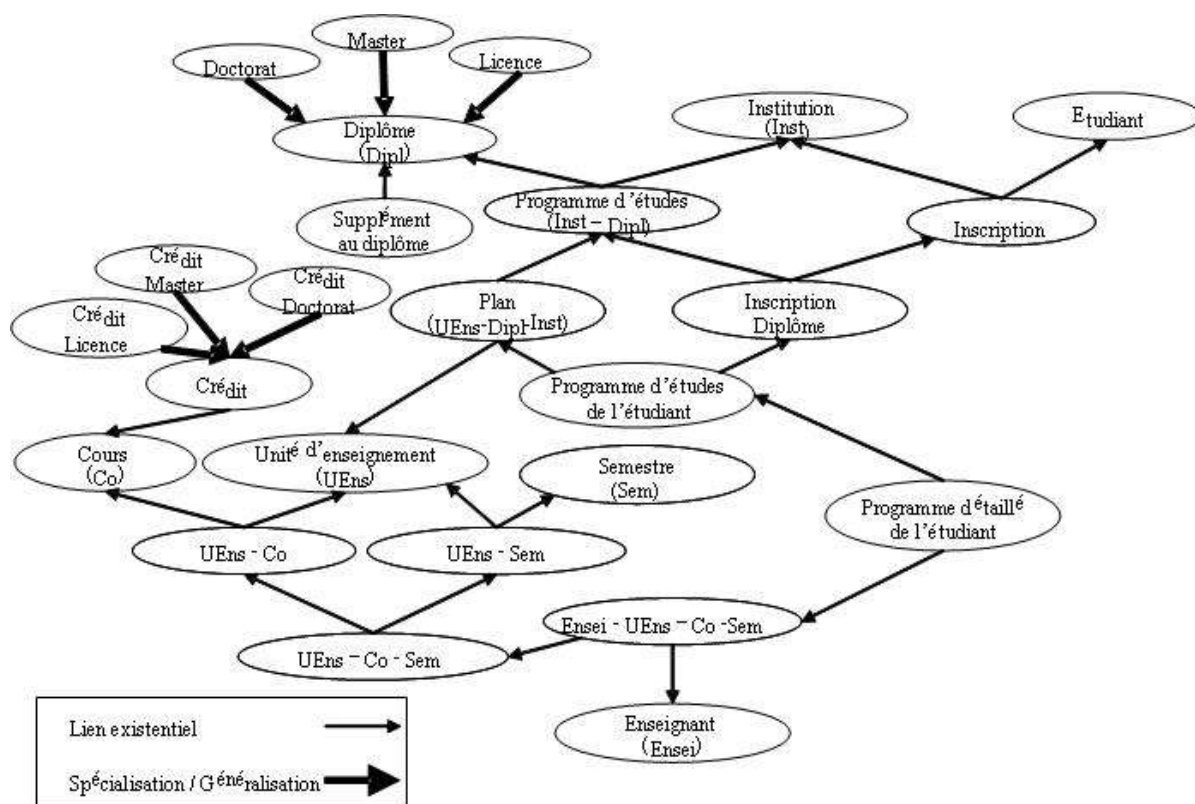 Master
Doctorat
Licence
Diplôme
(Dipl)
Institution
(Inst)
Etudiant
Supplément
au diplôme
Programme d'études
(Inst – Dipl)
Inscription
Crédit
Master
Crédit
Doctorat
Crédit
Licence
Plan
(UEns-Dipl-Inst)
Inscription
Diplôme
Crédit
Programme d'études
de l'étudiant
Cours
(Co)
Unité d'enseignement
(UEns)
Semestre
(Sem)
Programme détaillé
de l'étudiant
UEns - Co
UEns - Sem
Ensei - UEns – Co -Sem
UEns – Co - Sem
Enseignant
(Ensei)
Lien existentiel
Spécialisation / Généralisation